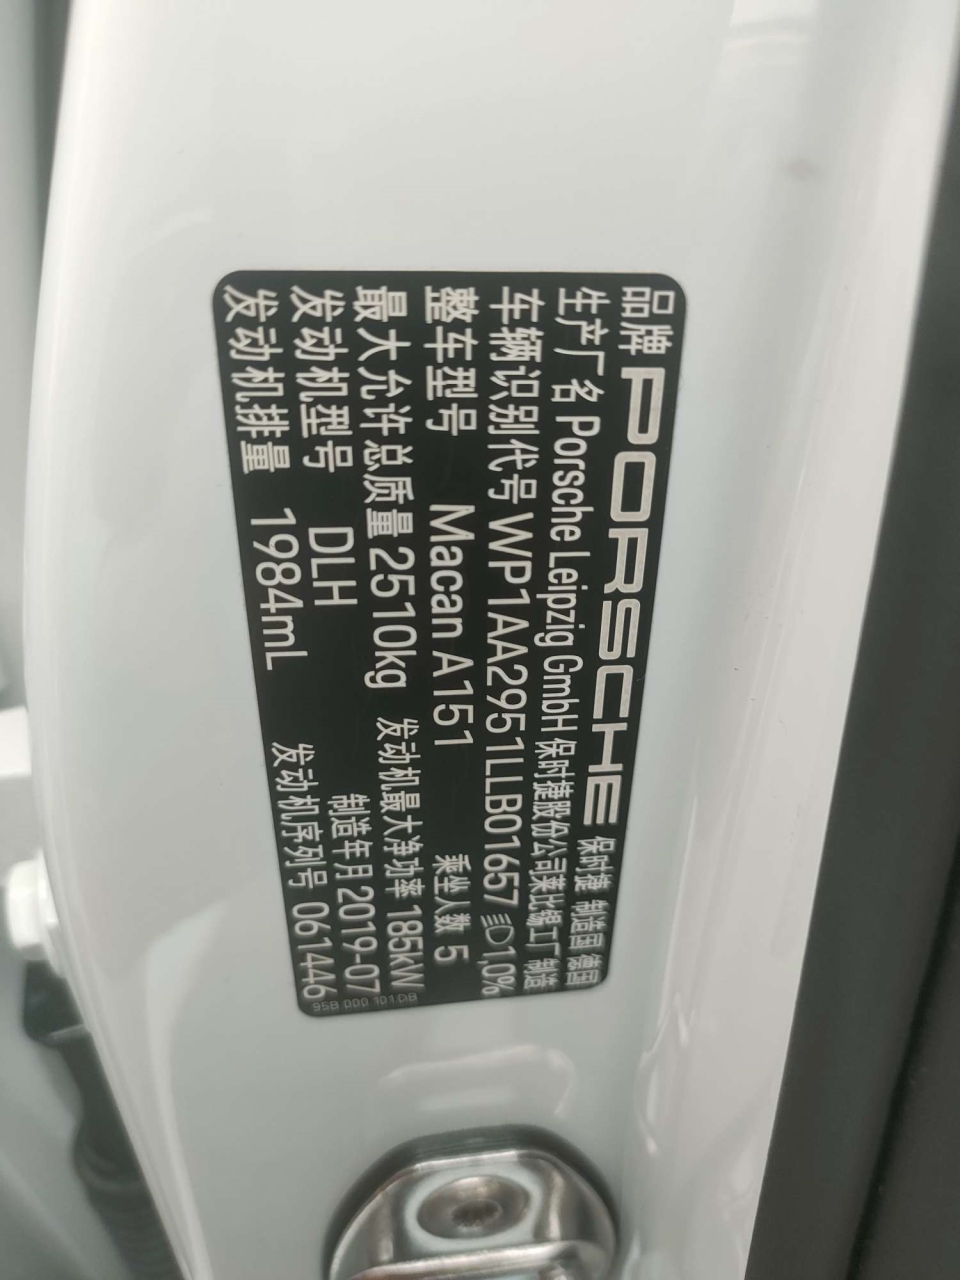 品牌 PORSCHE 保时捷 制造国 德国
生产厂名 Porsche Leipzig GmbH 保时捷股份公司莱比锡工厂 制造
车辆识别代号 WP1AA2951LLB01657 1,0%
整车型号 Macan A151 乘坐人数 5
最大允许总质量 2510kg 发动机最大净功率 185kW
发动机型号 DLH 制造年月 2019-07
发动机排量 1984mL 发动机序列号 061446
95B 000 101 DB